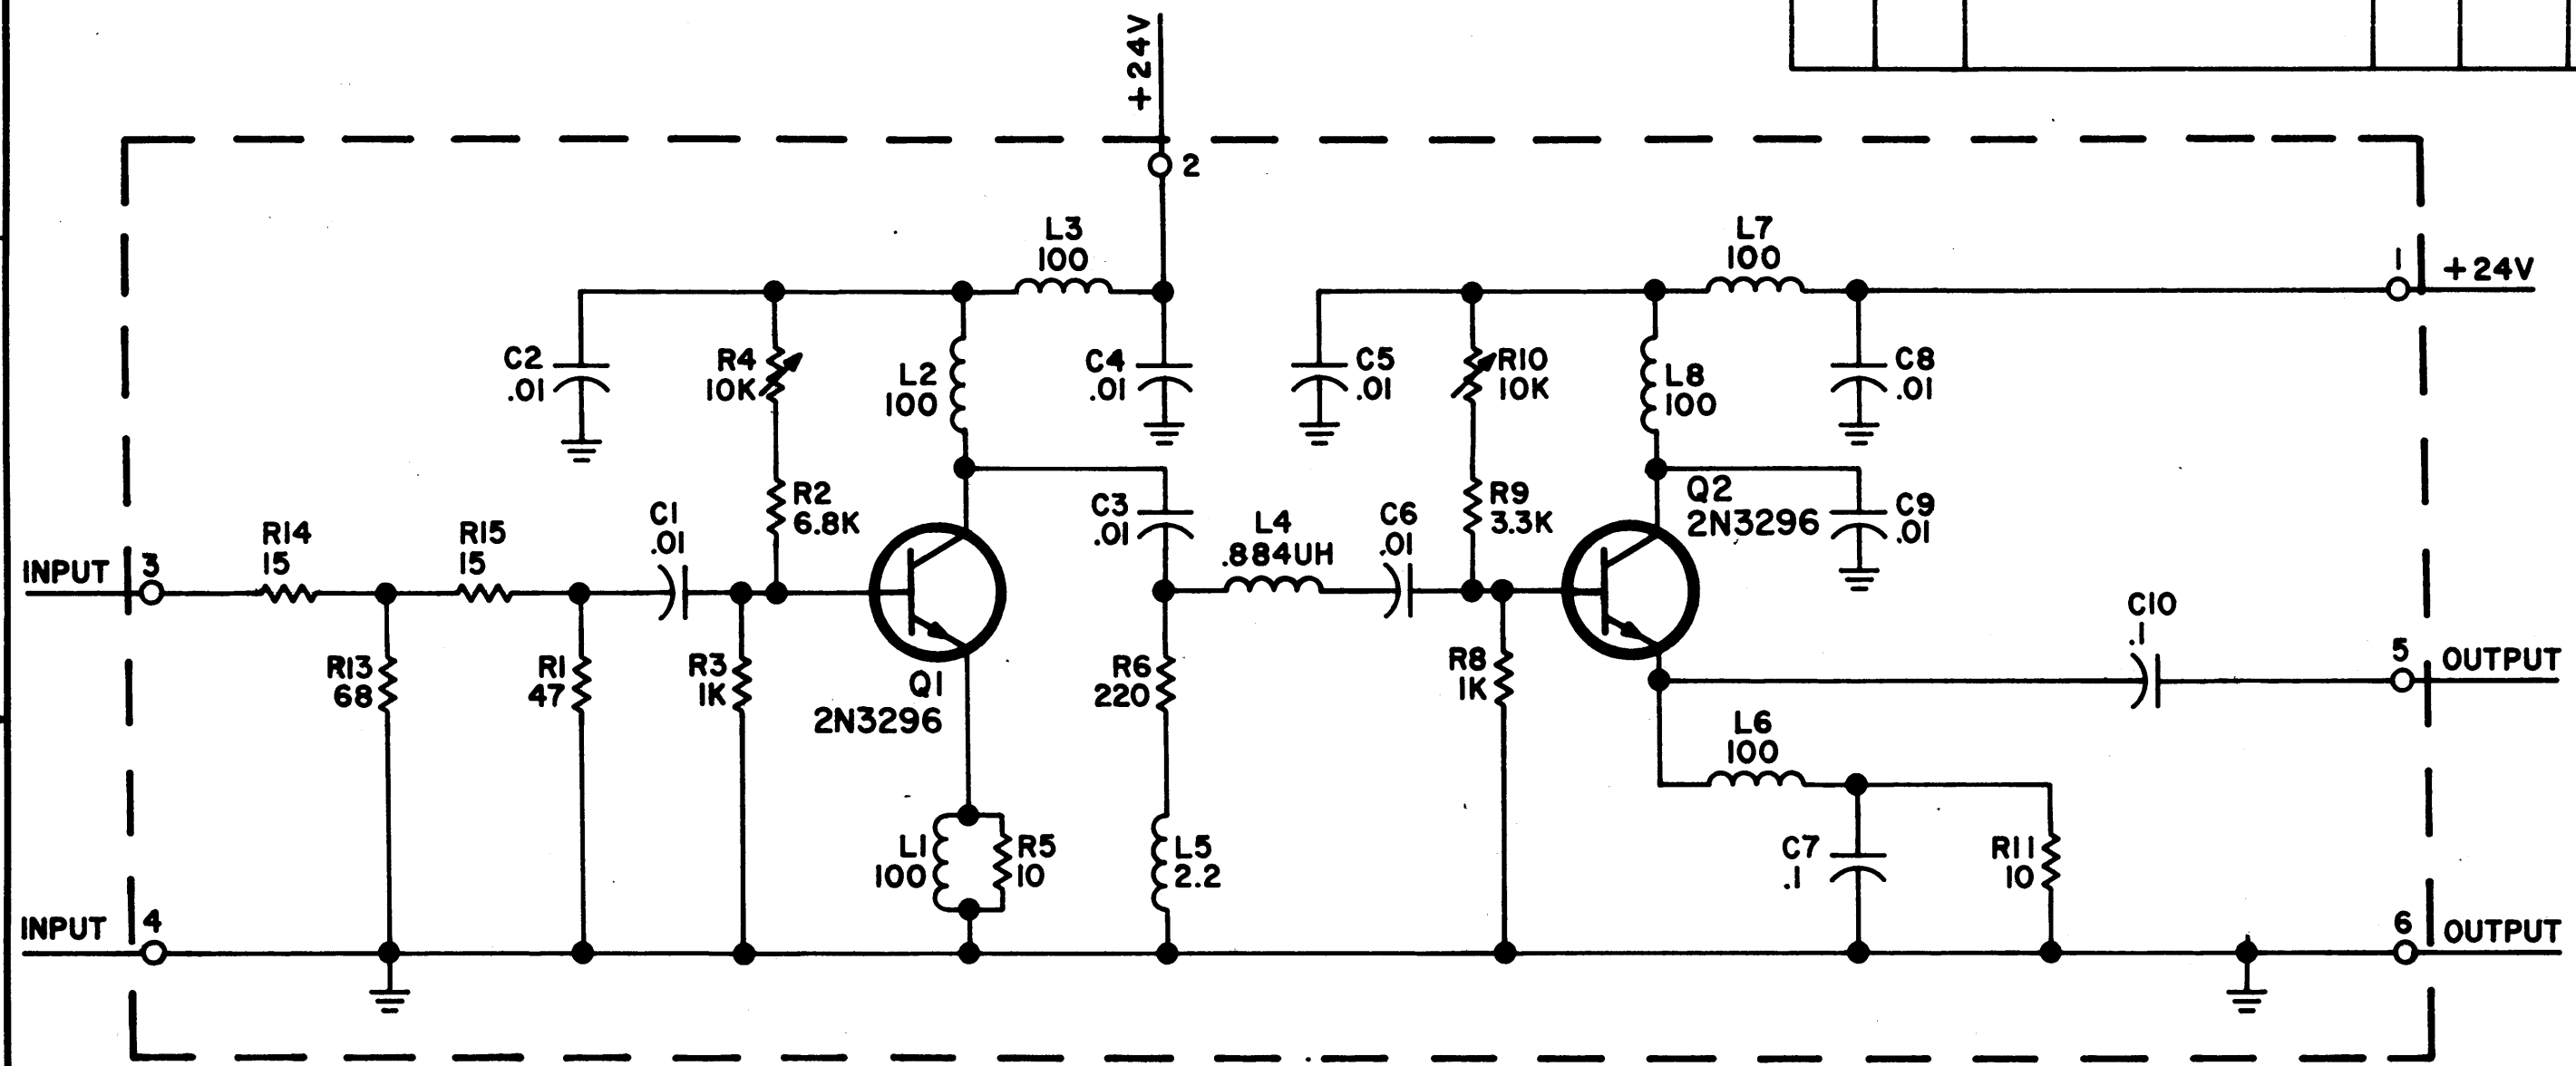 +24V
2
L3
100
L7
100
1
+24V
C2
.01
R4
10K
L2
100
C4
.01
C5
.01
R10
10K
L8
100
C8
.01
R14
15
R15
15
C1
.01
R2
6.8K
C3
.01
L4
.884UH
C6
.01
R9
3.3K
Q2
2N3296
C9
.01
INPUT
3
C10
.1
R13
68
R1
47
R3
1K
Q1
2N3296
R6
220
R8
1K
5
OUTPUT
L6
100
L1
100
R5
10
L5
2.2
C7
.1
R11
10
INPUT
4
6
OUTPUT